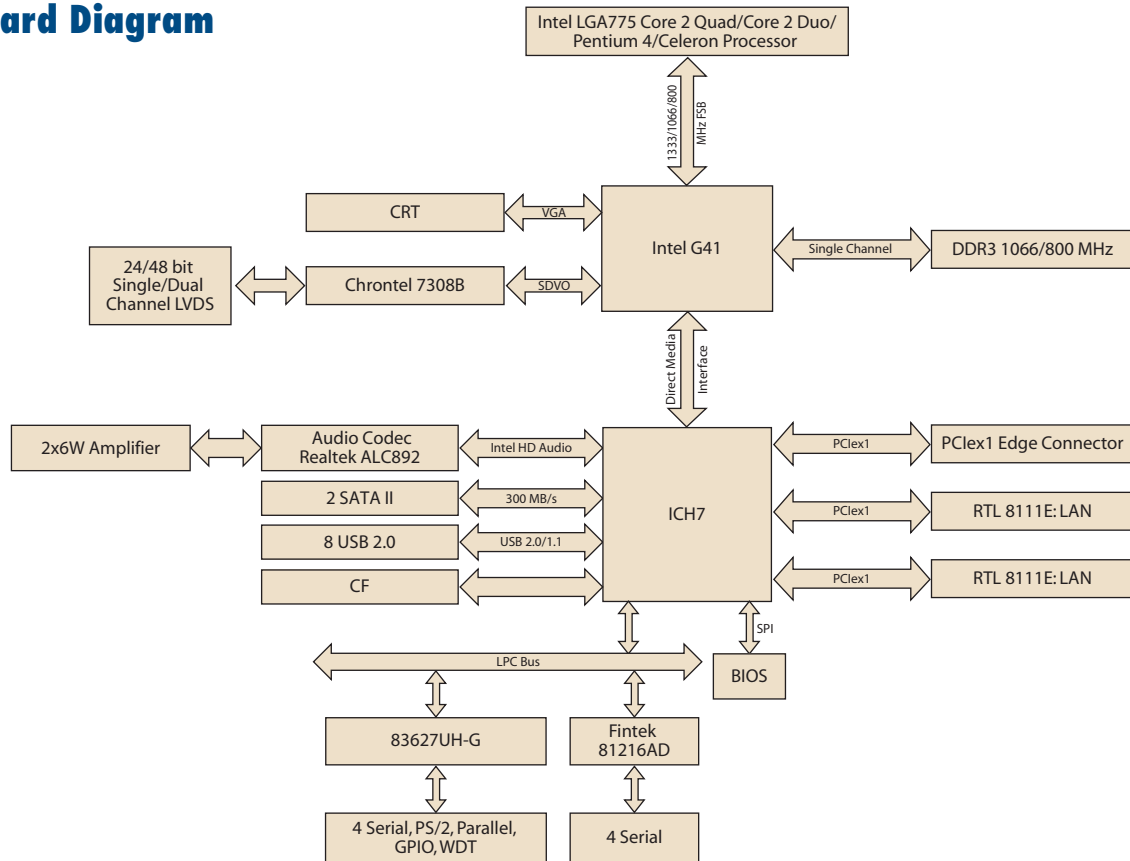 ard Diagram
Intel LGA775 Core 2 Quad/Core 2 Duo/
Pentium 4/Celeron Processor
1333/1066/800
MHz FSB
CRT
VGA
Intel G41
Single Channel
DDR3 1066/800 MHz
24/48 bit
Single/Dual
Channel LVDS
Chrontel 7308B
SDVO
Direct Media
Interface
2x6W Amplifier
Audio Codec
Realtek ALC892
Intel HD Audio
2 SATA II
300 MB/s
8 USB 2.0
USB 2.0/1.1
CF
ICH7
PCIex1
PCIex1 Edge Connector
PCIex1
RTL 8111E: LAN
PCIex1
RTL 8111E: LAN
SPI
LPC Bus
BIOS
83627UH-G
Fintek
81216AD
4 Serial, PS/2, Parallel,
GPIO, WDT
4 Serial